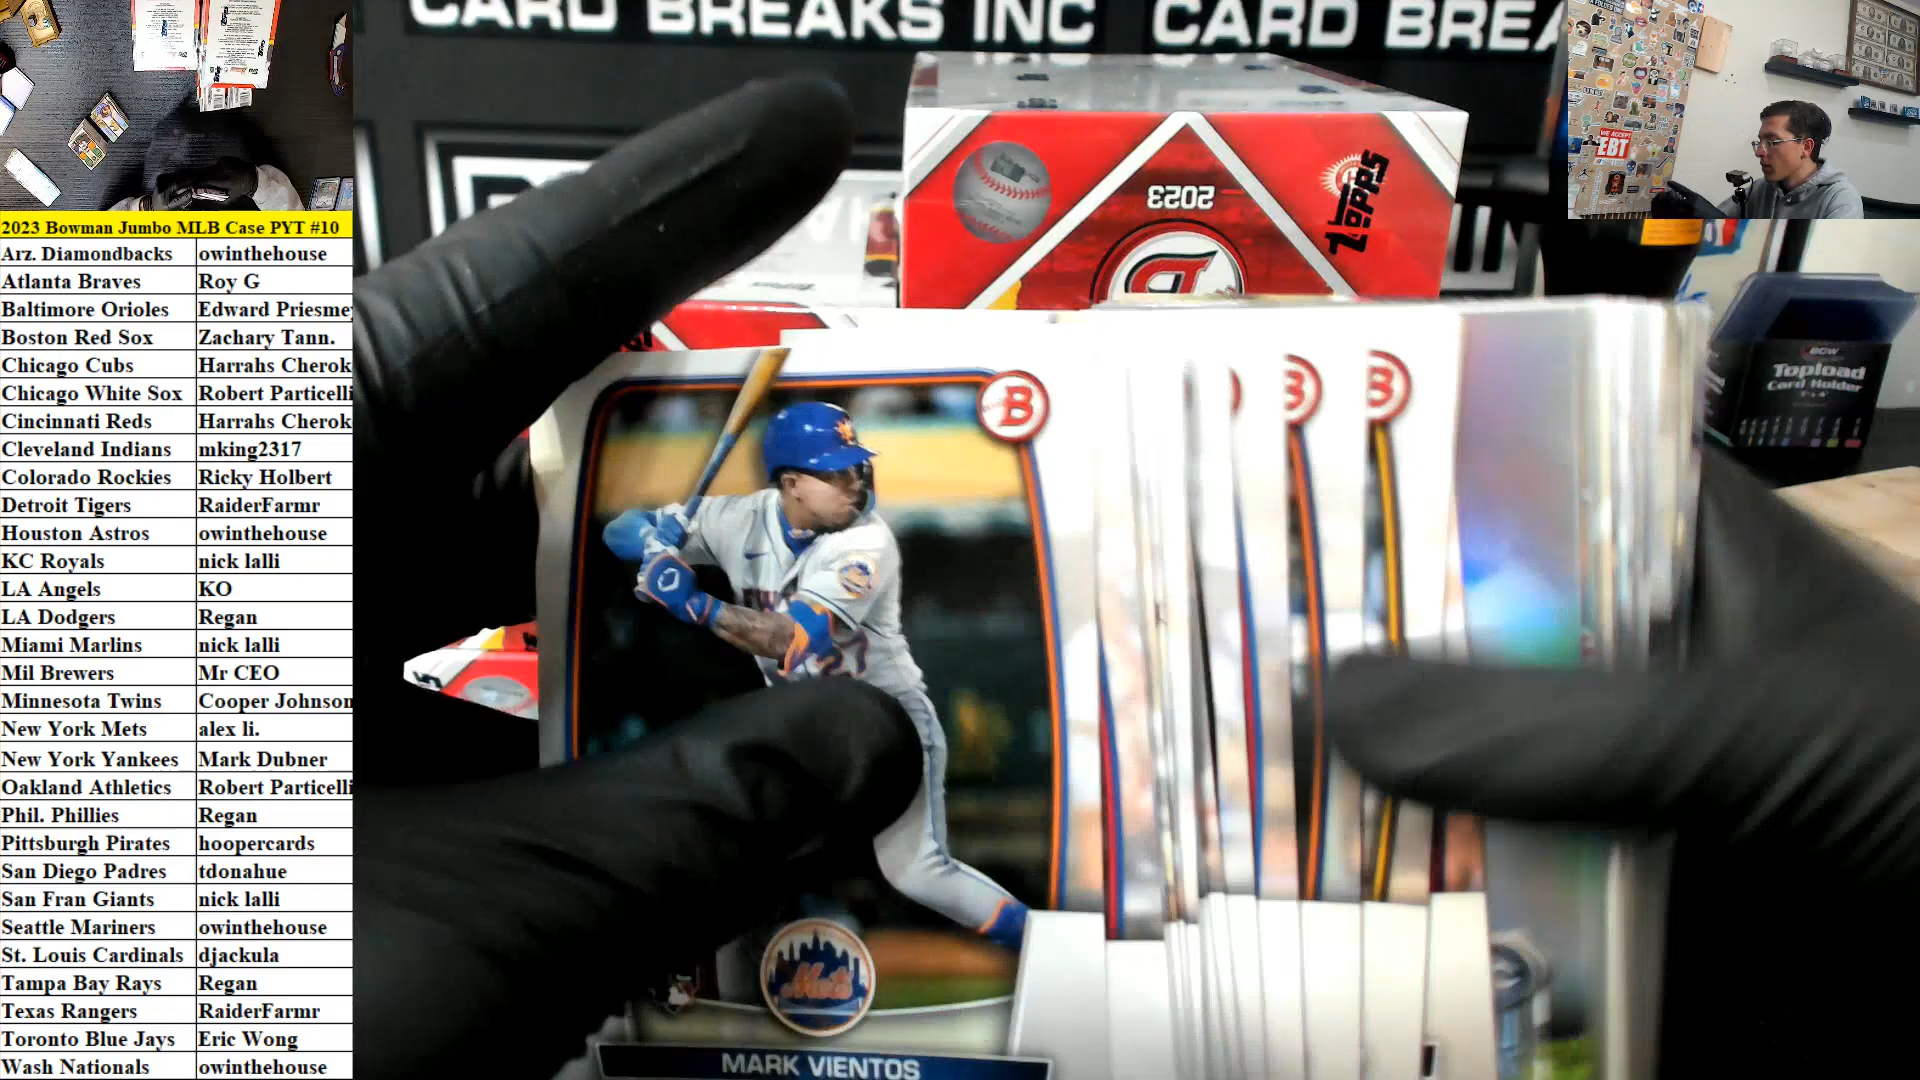 CARD BREAKS INC CARD BREA
2023
TOPPS
WE ACCEPT
EBT
BCW
Topload
Card Holder
2023 Bowman Jumbo MLB Case PYT #10
Arz. Diamondbacks owinthehouse
Atlanta Braves Roy G
Baltimore Orioles Edward Priesmey
Boston Red Sox Zachary Tann.
Chicago Cubs Harrahs Cherok
Chicago White Sox Robert Particelli
Cincinnati Reds Harrahs Cherok
Cleveland Indians mking2317
Colorado Rockies Ricky Holbert
Detroit Tigers RaiderFarmr
Houston Astros owinthehouse
KC Royals nick lalli
LA Angels KO
LA Dodgers Regan
Miami Marlins nick lalli
Mil Brewers Mr CEO
Minnesota Twins Cooper Johnson
New York Mets alex li.
New York Yankees Mark Dubner
Oakland Athletics Robert Particelli
Phil. Phillies Regan
Pittsburgh Pirates hoopercards
San Diego Padres tdonahue
San Fran Giants nick lalli
Seattle Mariners owinthehouse
St. Louis Cardinals djackula
Tampa Bay Rays Regan
Texas Rangers RaiderFarmr
Toronto Blue Jays Eric Wong
Wash Nationals owinthehouse
B
B
B
27
Mets
MARK VIENTOS